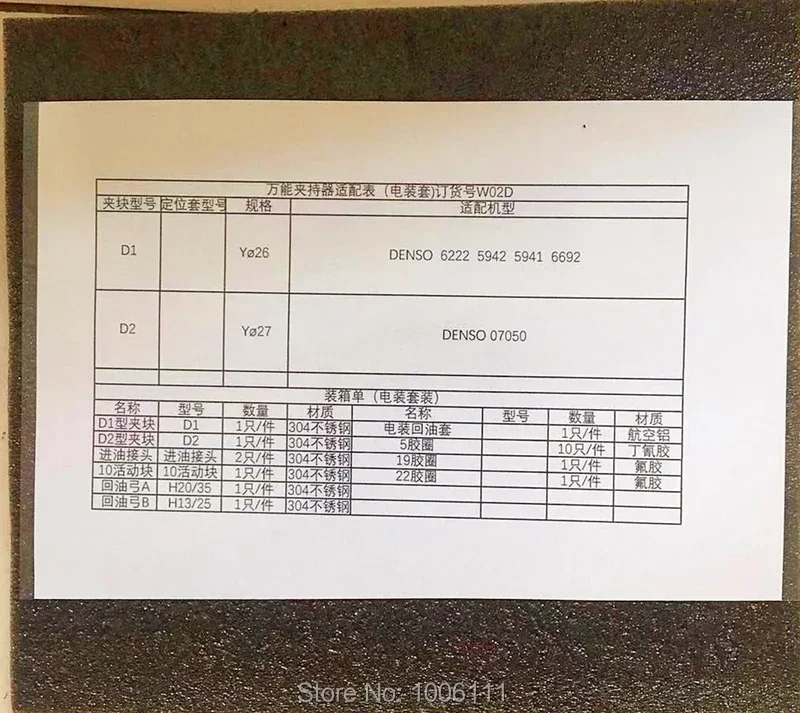 万能夹持器适配表（电装套)订货号W02D
夹块型号 定位套型号 规格 适配机型
D1 Yø26 DENSO 6222 5942 5941 6692
D2 Yø27 DENSO 07050
装箱单（电装套装）
名称 型号 数量 材质 名称 型号 数量 材质
D1型夹块 D1 1只/件 304不锈钢 电装回油套 1只/件 航空铝
D2型夹块 D2 1只/件 304不锈钢 5胶圈 10只/件 丁氰胶
进油接头 进油接头 2只/件 304不锈钢 19胶圈 1只/件 氟胶
10活动块 10活动块 1只/件 304不锈钢 22胶圈 1只/件 氟胶
回油弓A H20/35 1只/件 304不锈钢
回油弓B H13/25 1只/件 304不锈钢
Store No: 1006111